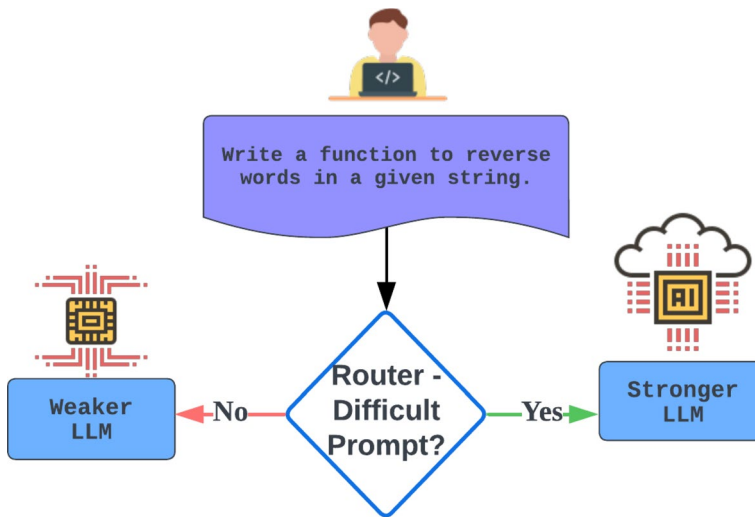 </>
Write a function to reverse
words in a given string.
AI
Router -
Difficult
Prompt?
No
Yes
Weaker
LLM
Stronger
LLM